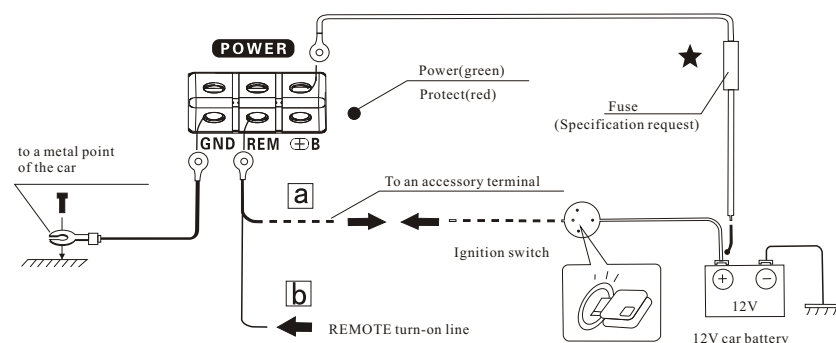 POWER
Power(green)
Protect(red)
Fuse
(Specification request)
GND REM ⊕B
to a metal point
of the car
a
To an accessory terminal
Ignition switch
b
REMOTE turn-on line
+ −
12V
12V car battery